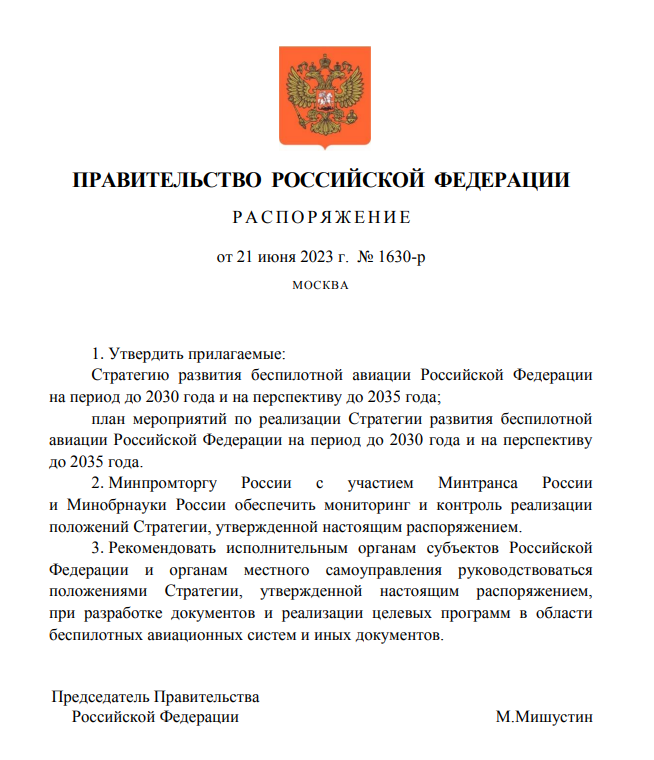 ПРАВИТЕЛЬСТВО РОССИЙСКОЙ ФЕДЕРАЦИИ
РАСПОРЯЖЕНИЕ
от 21 июня 2023 г. № 1630-р
МОСКВА
1. Утвердить прилагаемые:
Стратегию развития беспилотной авиации Российской Федерации
на период до 2030 года и на перспективу до 2035 года;
план мероприятий по реализации Стратегии развития беспилотной
авиации Российской Федерации на период до 2030 года и на перспективу
до 2035 года.
2. Минпромторгу России с участием Минтранса России
и Минобрнауки России обеспечить мониторинг и контроль реализации
положений Стратегии, утвержденной настоящим распоряжением.
3. Рекомендовать исполнительным органам субъектов Российской
Федерации и органам местного самоуправления руководствоваться
положениями Стратегии, утвержденной настоящим распоряжением,
при разработке документов и реализации целевых программ в области
беспилотных авиационных систем и иных документов.
Председатель Правительства
Российской Федерации М.Мишустин